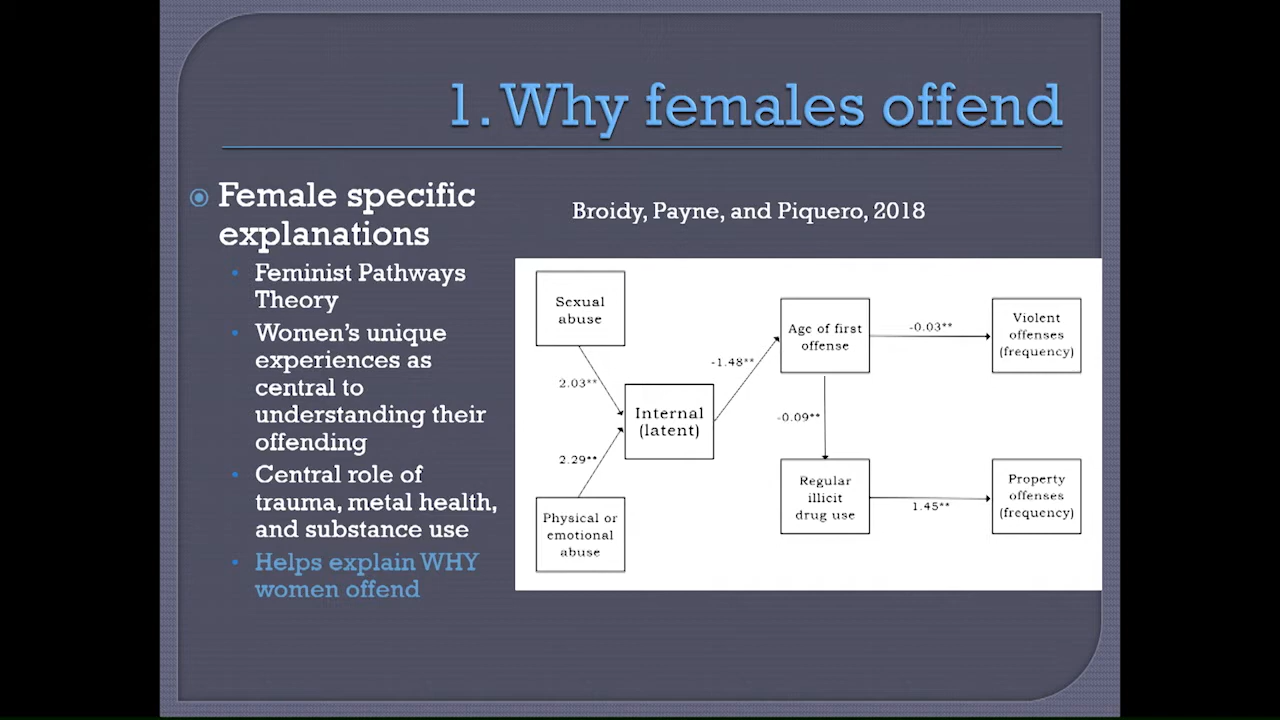 1. Why females offend
Female specific
explanations
Feminist Pathways
Theory
Women's unique
experiences as
central to
understanding their
offending
Central role of
trauma, metal health,
and substance use
Helps explain WHY
women offend
Broidy, Payne, and Piquero, 2018
Sexual
abuse
2.03**
Internal
(latent)
2.29**
Physical or
emotional
abuse
-1.48**
Age of first
offense
-0.03**
Violent
offenses
(frequency)
-0.09**
Regular
illicit
drug use
1.45**
Property
offenses
(frequency)